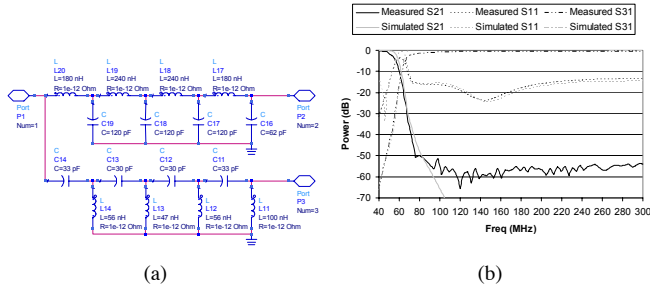 L L L L
L20 L19 L18 L17
L=180 nH L=240 nH L=240 nH L=180 nH
R=1e-12 Ohm R=1e-12 Ohm R=1e-12 Ohm R=1e-12 Ohm
Port
P1
Num=1
C C C C
C19 C18 C17 C16
C=120 pF C=120 pF C=120 pF C=62 pF
Port
P2
Num=2
C C C C
C14 C13 C12 C11
C=33 pF C=30 pF C=30 pF C=33 pF
Port
P3
Num=3
L L L L
L14 L13 L12 L11
L=56 nH L=47 nH L=56 nH L=100 nH
R=1e-12 Ohm R=1e-12 Ohm R=1e-12 Ohm R=1e-12 Ohm
(a)
Measured S21 Measured S11 Measured S31
Simulated S21 Simulated S11 Simulated S31
Power (dB)
0
-10
-20
-30
-40
-50
-60
-70
40 60 80 100 120 140 160 180 200 220 240 260 280 300
Freq (MHz)
(b)